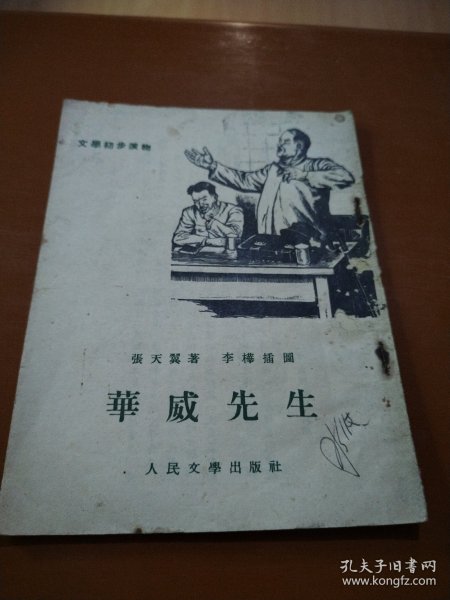 文學初步讀物
張天翼著 李樺插圖
華威先生
人民文學出版社
孔夫子旧书网
www.kongfz.com